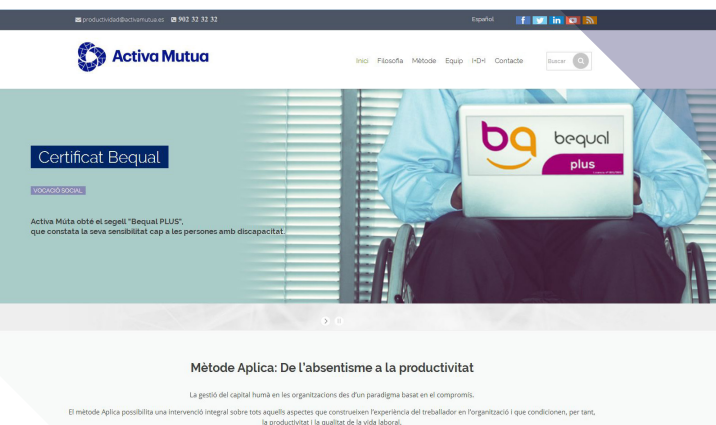 productividad@activamutua.es 902 32 32 32 Español
Activa Mutua
Inici Filosofia Mètode Equip I+D+I Contacte Buscar
bq bequal
plus
Certificat Bequal
VOCACIÓ SOCIAL
Activa Múta obté el segell "Bequal PLUS",
que constata la seva sensibilitat cap a les persones amb discapacitat.
Mètode Aplica: De l'absentisme a la productivitat
La gestió del capital humà en les organitzacions des d'un paradigma basat en el compromís.
El mètode Aplica possibilita una intervenció integral sobre tots aquells aspectes que construeixen l'experiència del treballador en l'organització i que condicionen, per tant,
la productivitat i la qualitat de la vida laboral.